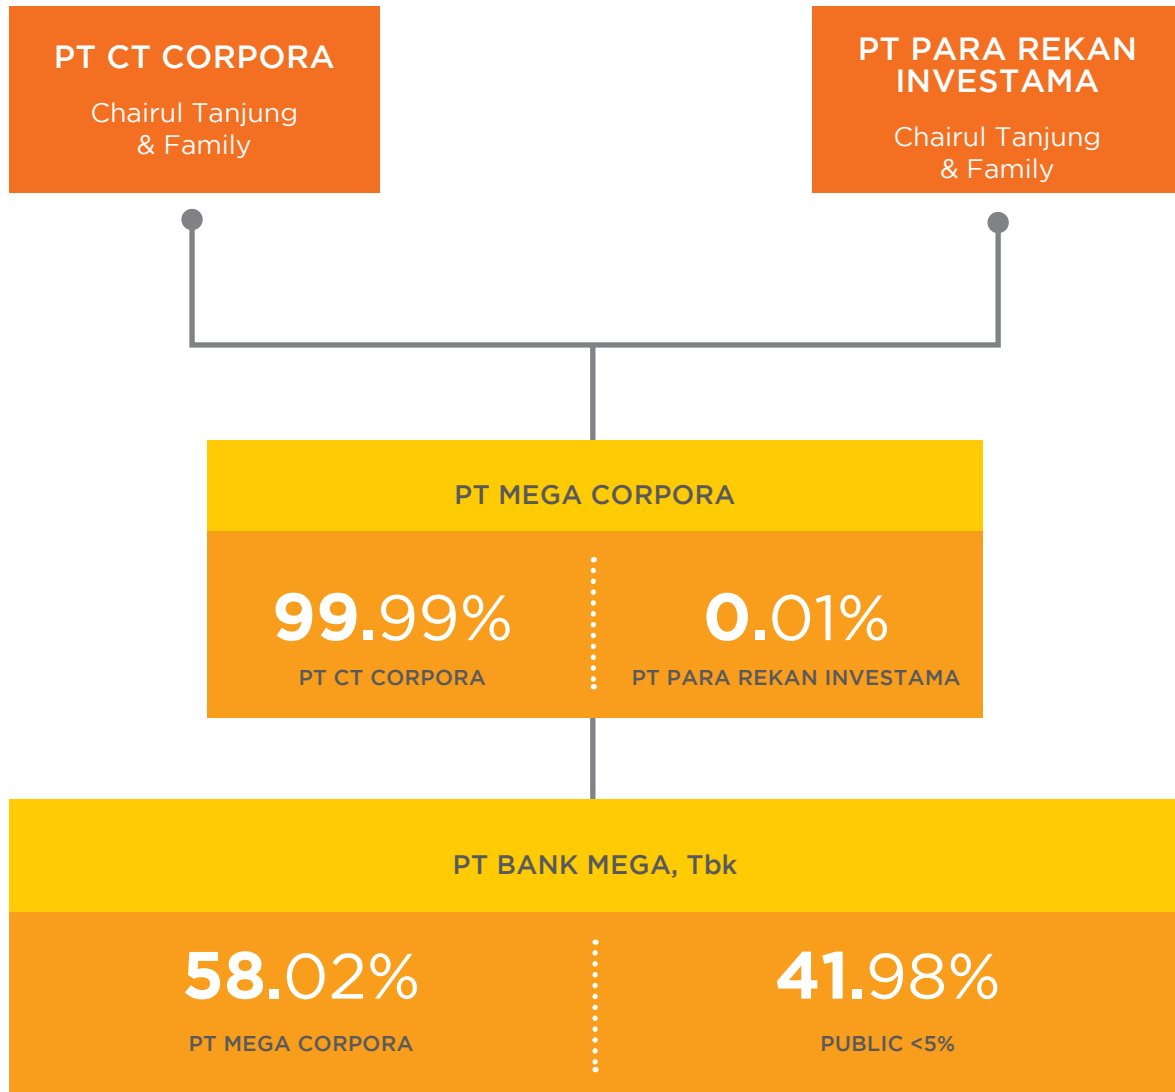 PT CT CORPORA
Chairul Tanjung
& Family
PT PARA REKAN
INVESTAMA
Chairul Tanjung
& Family
PT MEGA CORPORA
99.99%
PT CT CORPORA
0.01%
PT PARA REKAN INVESTAMA
PT BANK MEGA, Tbk
58.02%
PT MEGA CORPORA
41.98%
PUBLIC <5%